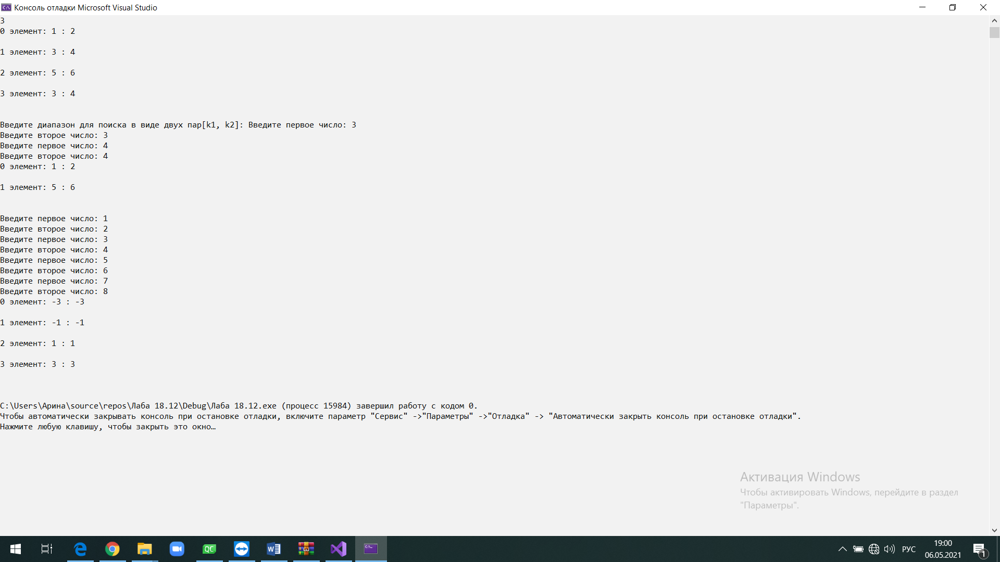 Консоль отладки Microsoft Visual Studio
3
0 элемент: 1 : 2
1 элемент: 3 : 4
2 элемент: 5 : 6
3 элемент: 3 : 4
Введите диапазон для поиска в виде двух пар[k1, k2]: Введите первое число: 3
Введите второе число: 3
Введите первое число: 4
Введите второе число: 4
0 элемент: 1 : 2
1 элемент: 5 : 6
Введите первое число: 1
Введите второе число: 2
Введите первое число: 3
Введите второе число: 4
Введите первое число: 5
Введите второе число: 6
Введите первое число: 7
Введите второе число: 8
0 элемент: -3 : -3
1 элемент: -1 : -1
2 элемент: 1 : 1
3 элемент: 3 : 3
C:\Users\Арина\source\repos\Лаба 18.12\Debug\Лаба 18.12.exe (процесс 15984) завершил работу с кодом 0.
Чтобы автоматически закрывать консоль при остановке отладки, включите параметр "Сервис" ->"Параметры" ->"Отладка" -> "Автоматически закрыть консоль при остановке отладки".
Нажмите любую клавишу, чтобы закрыть это окно…
Активация Windows
Чтобы активировать Windows, перейдите в раздел
"Параметры".
QC
РУС
19:00
06.05.2021
1